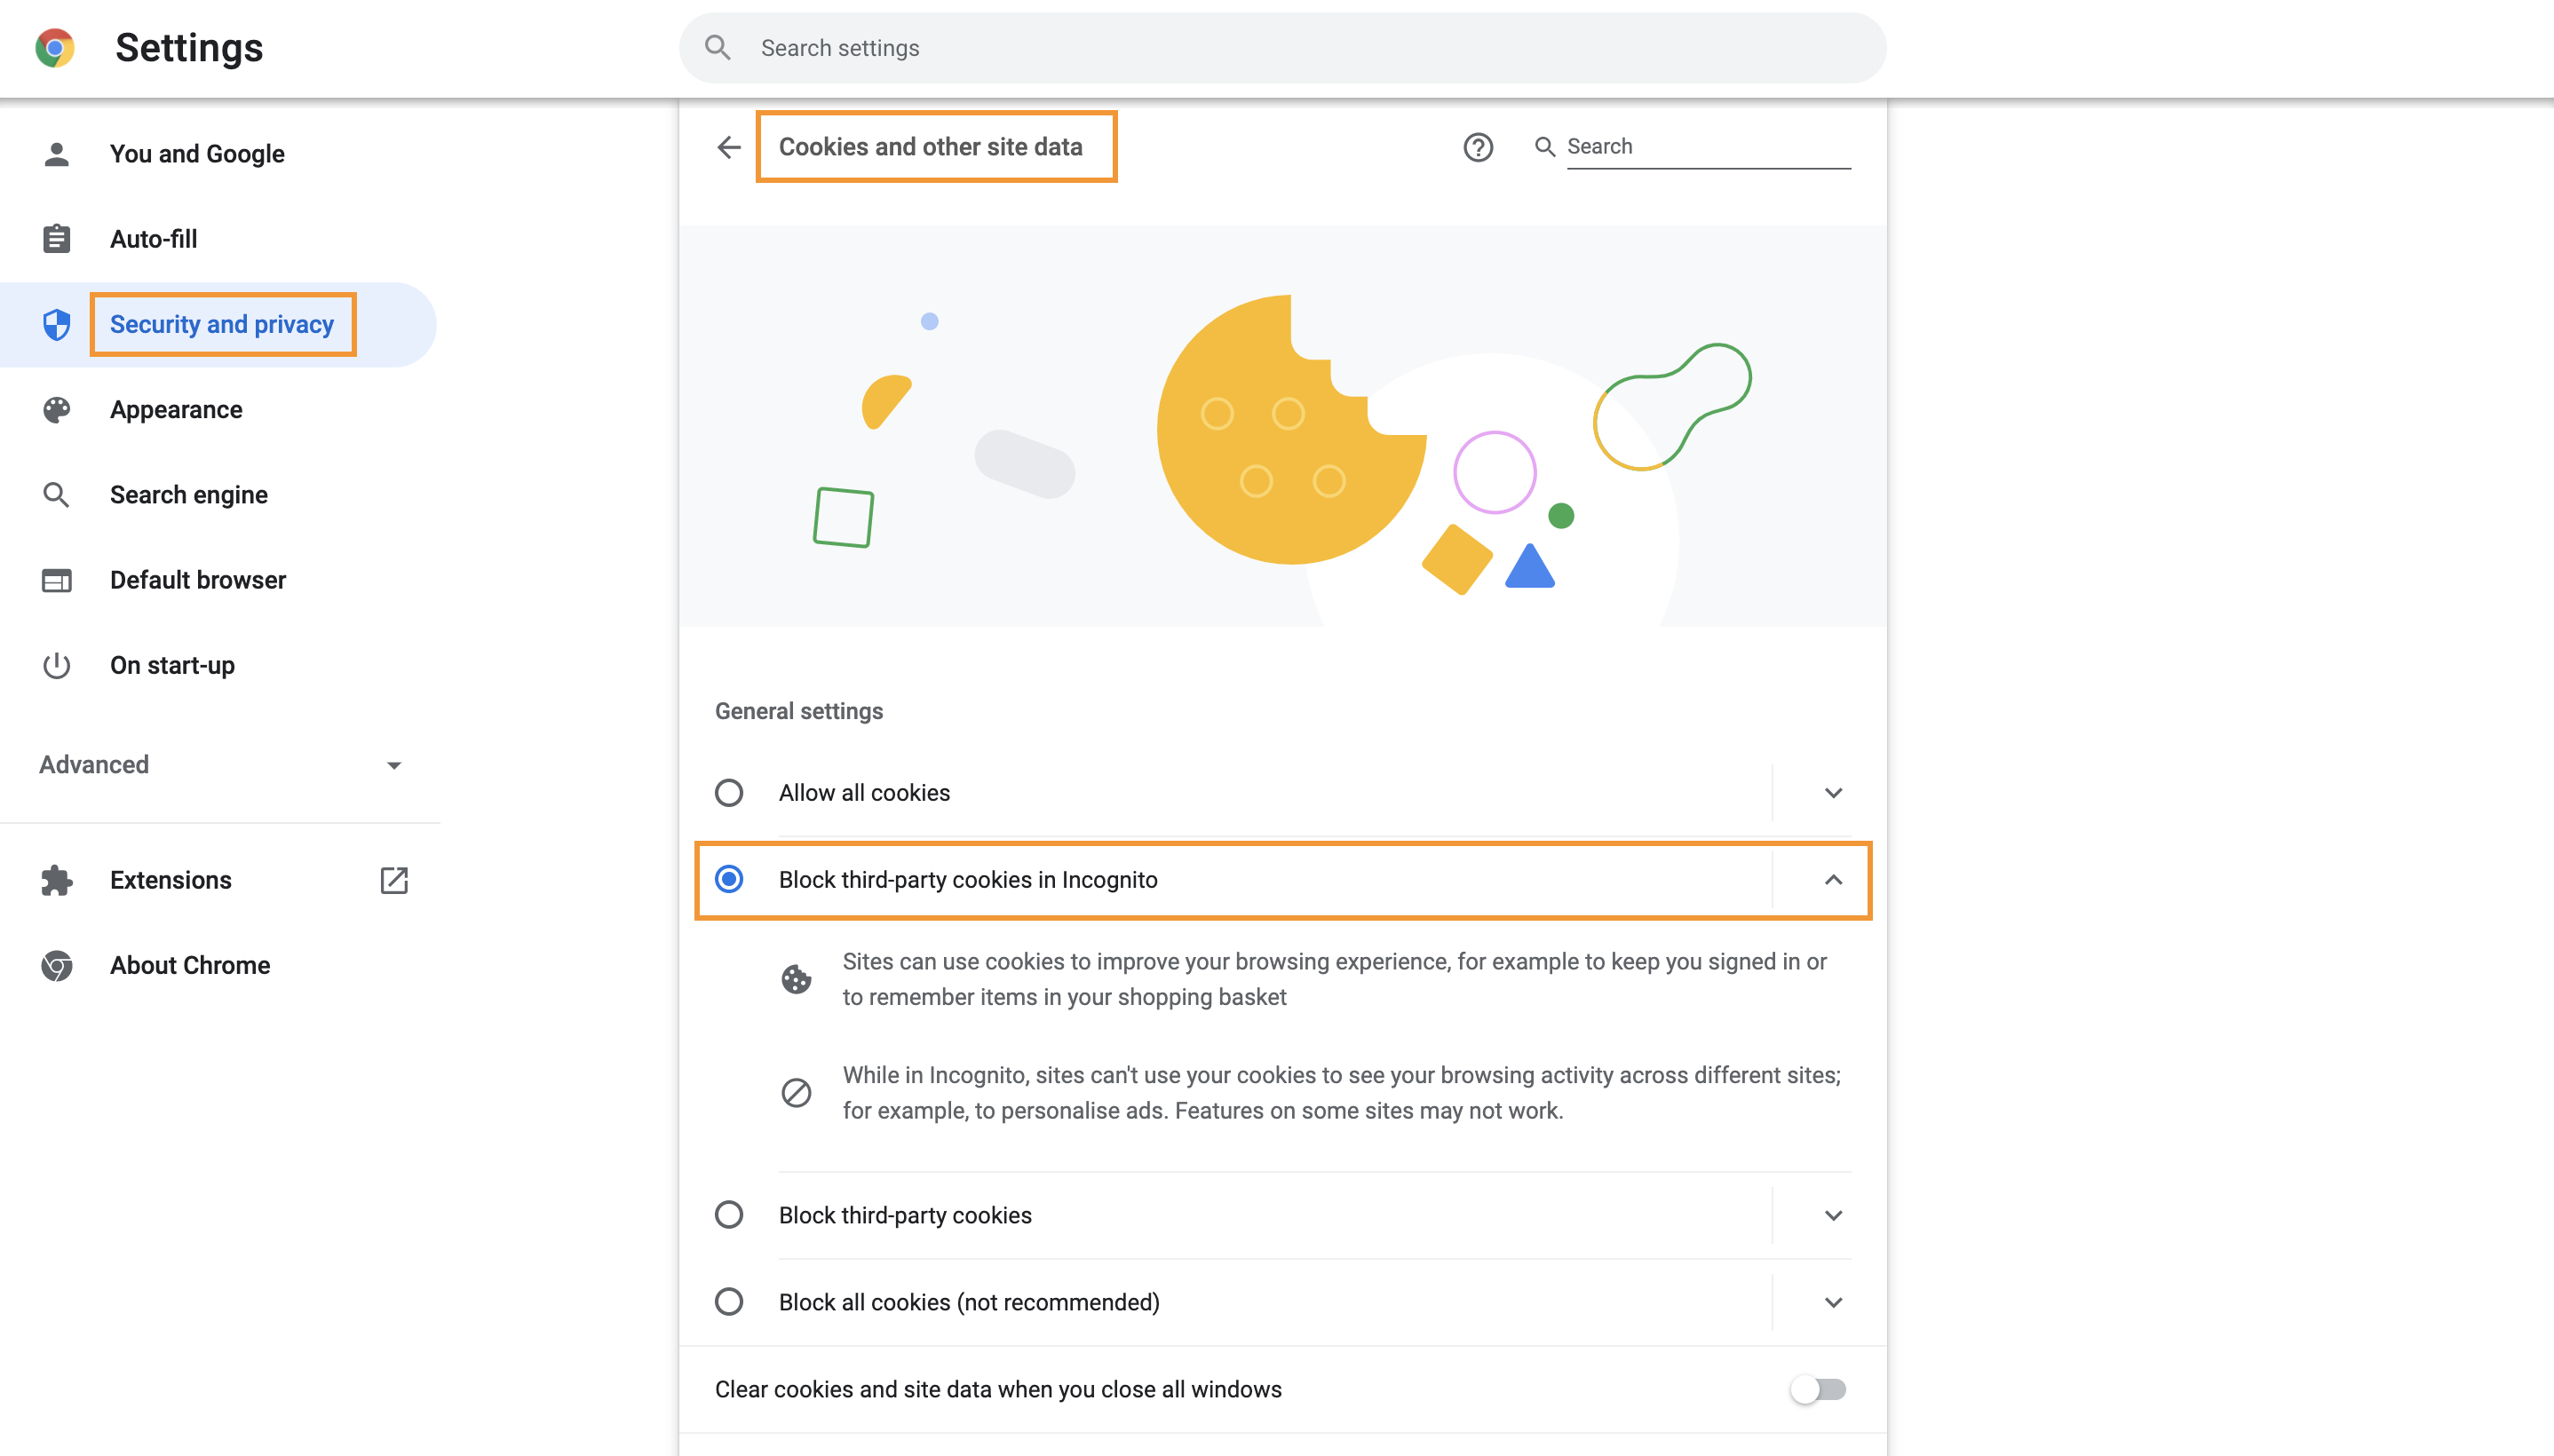 Settings
Search settings
You and Google
Auto-fill
Security and privacy
Appearance
Search engine
Default browser
On start-up
Advanced
Extensions
About Chrome
Cookies and other site data
Search
General settings
Allow all cookies
Block third-party cookies in Incognito
Sites can use cookies to improve your browsing experience, for example to keep you signed in or
to remember items in your shopping basket
While in Incognito, sites can't use your cookies to see your browsing activity across different sites;
for example, to personalise ads. Features on some sites may not work.
Block third-party cookies
Block all cookies (not recommended)
Clear cookies and site data when you close all windows